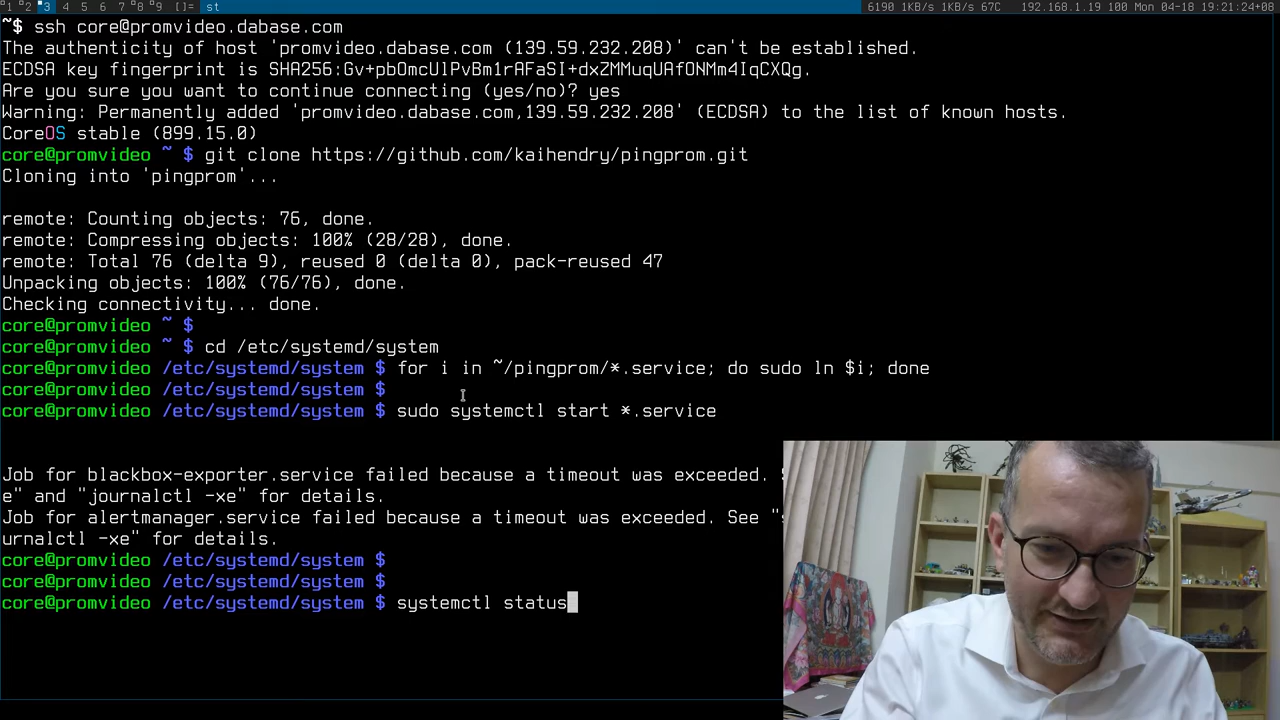 1 2 3 4 5 6 7 8 9 []= st 6190 1KB/s 1KB/s 67C 192.168.1.19 100 Mon 04-18 19:21:24+08
~$ ssh core@promvideo.dabase.com
The authenticity of host 'promvideo.dabase.com (139.59.232.208)' can't be established.
ECDSA key fingerprint is SHA256:Gv+pbOmcUlPvBm1rAFaSI+dxZMMuqUAfONMm4IqCXQg.
Are you sure you want to continue connecting (yes/no)? yes
Warning: Permanently added 'promvideo.dabase.com,139.59.232.208' (ECDSA) to the list of known hosts.
CoreOS stable (899.15.0)
core@promvideo ~ $ git clone https://github.com/kaihendry/pingprom.git
Cloning into 'pingprom'...
remote: Counting objects: 76, done.
remote: Compressing objects: 100% (28/28), done.
remote: Total 76 (delta 9), reused 0 (delta 0), pack-reused 47
Unpacking objects: 100% (76/76), done.
Checking connectivity... done.
core@promvideo ~ $
core@promvideo ~ $ cd /etc/systemd/system
core@promvideo /etc/systemd/system $ for i in ~/pingprom/*.service; do sudo ln $i; done
core@promvideo /etc/systemd/system $
core@promvideo /etc/systemd/system $ sudo systemctl start *.service
Job for blackbox-exporter.service failed because a timeout was exceeded.
e" and "journalctl -xe" for details.
Job for alertmanager.service failed because a timeout was exceeded. See "
urnalctl -xe" for details.
core@promvideo /etc/systemd/system $
core@promvideo /etc/systemd/system $
core@promvideo /etc/systemd/system $ systemctl status